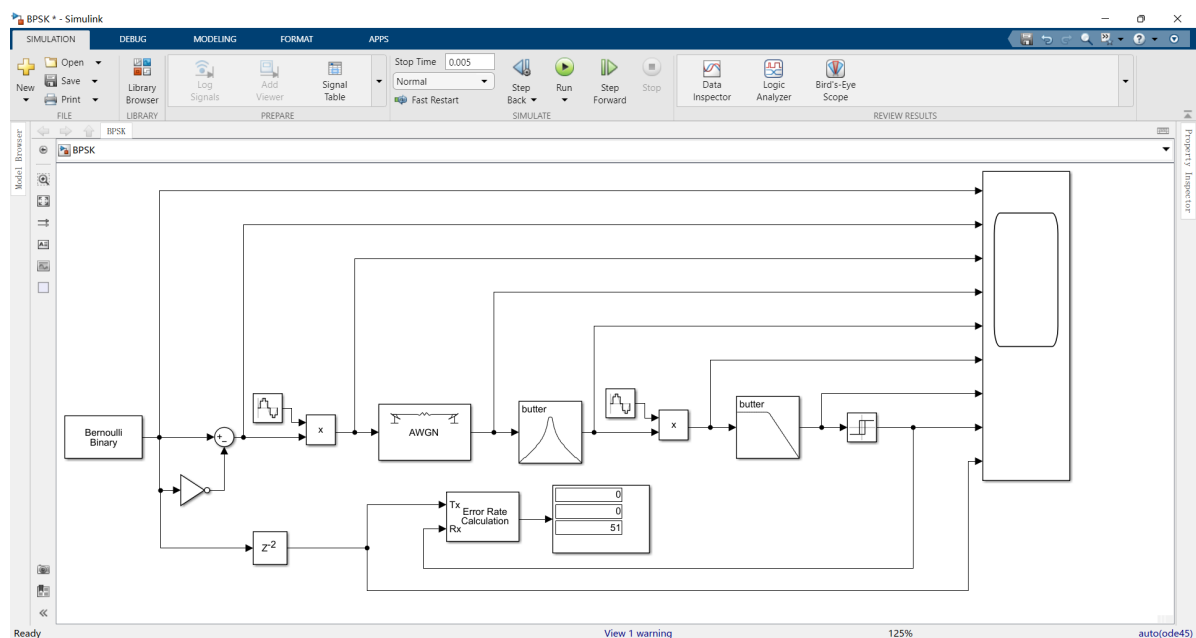 BPSK * - Simulink
SIMULATION DEBUG MODELING FORMAT APPS
New
Open
Save
Print
FILE
Library
Browser
LIBRARY
Log
Signals
Add
Viewer
Signal
Table
PREPARE
Stop Time 0.005
Normal
Fast Restart
Step
Back
Run
Step
Forward
Stop
SIMULATE
Data
Inspector
Logic
Analyzer
Bird's-Eye
Scope
REVIEW RESULTS
Model Browser
BPSK
BPSK
Property Inspector
Bernoulli
Binary
+
−
x
AWGN
butter
x
butter
Z-2
Tx
Rx
Error Rate
Calculation
0
0
51
Ready
View 1 warning
125%
auto(ode45)